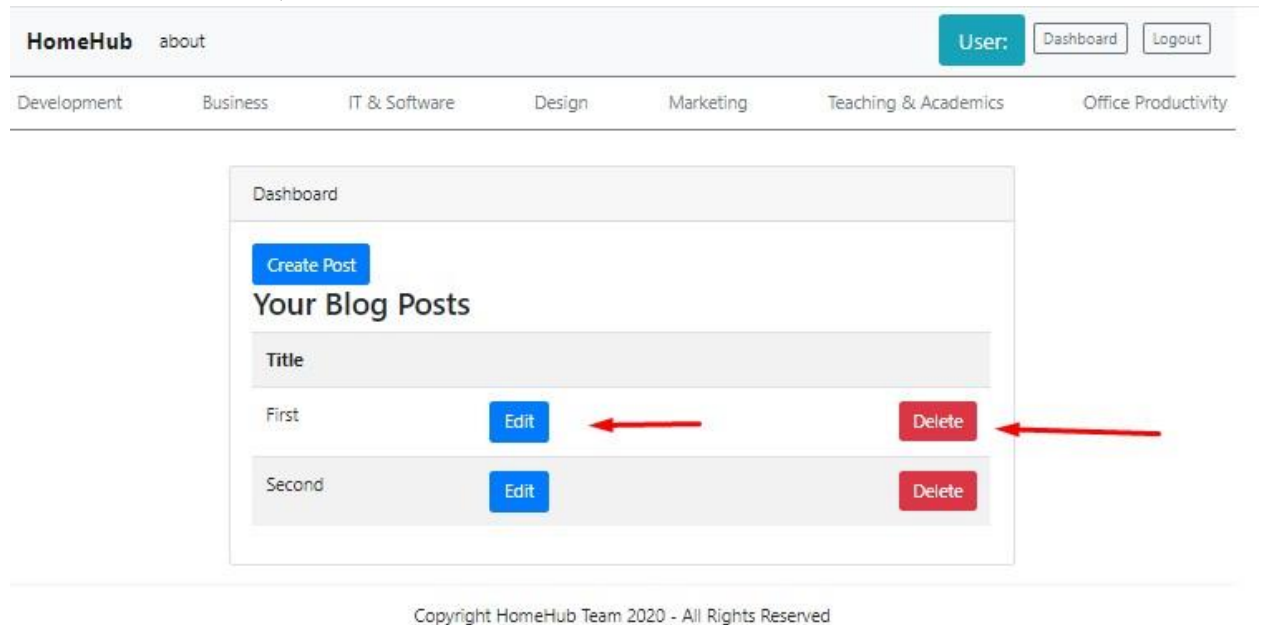 HomeHub about User: Dashboard Logout
Development Business IT & Software Design Marketing Teaching & Academics Office Productivity
Dashboard
Create Post
Your Blog Posts
Title
First Edit Delete
Second Edit Delete
Copyright HomeHub Team 2020 - All Rights Reserved